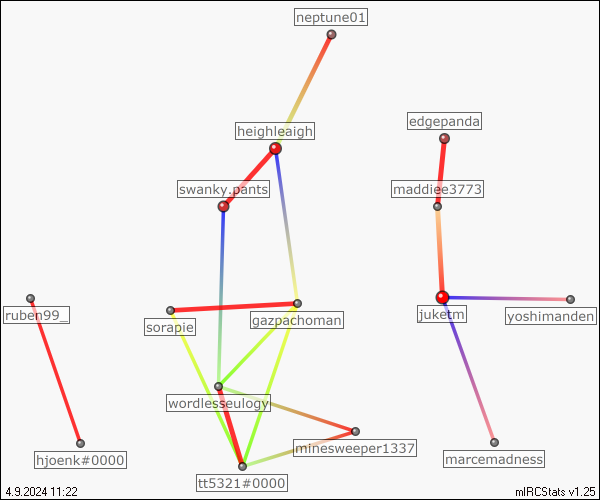 neptune01
edgepanda
heighleaigh
swanky.pants
maddiee3773
ruben99_
sorapie
gazpachoman
juketm
yoshimanden
wordlesseulogy
minesweeper1337
hjoenk#0000
marcemadness
tt5321#0000
4.9.2024 11:22
mIRCStats v1.25